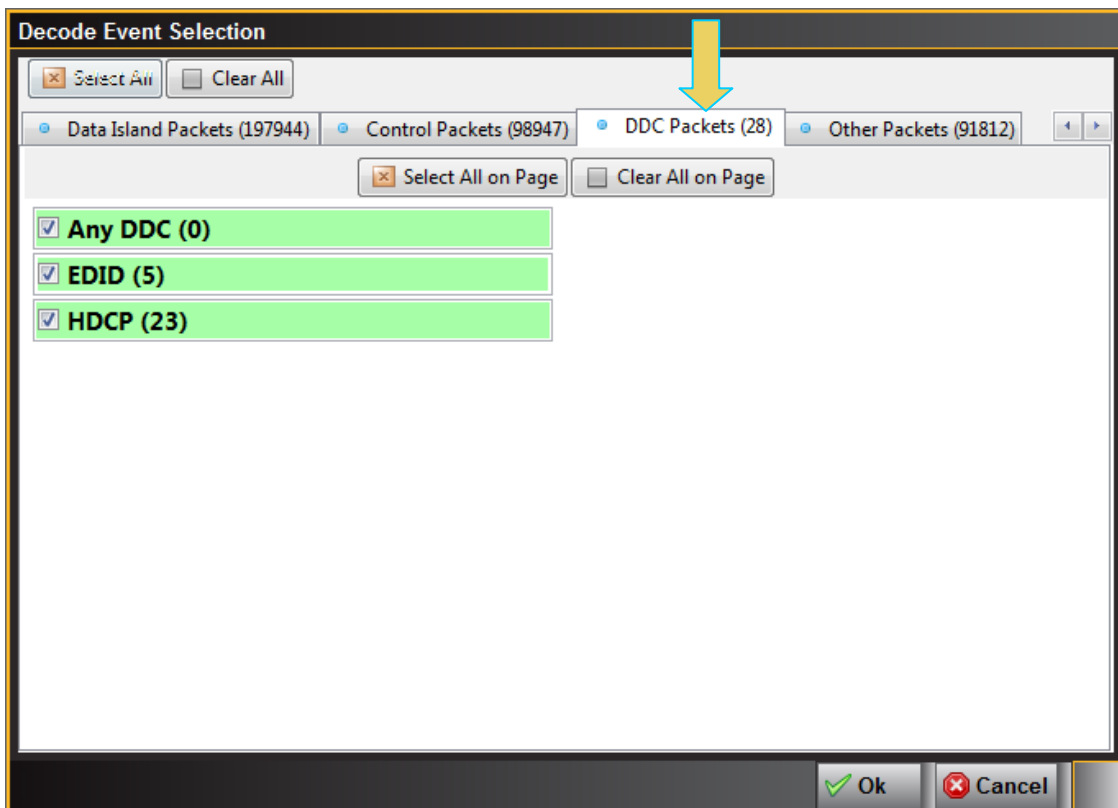 Decode Event Selection
Select All Clear All
Data Island Packets (197944) Control Packets (98947) DDC Packets (28) Other Packets (91812)
Select All on Page Clear All on Page
Any DDC (0)
EDID (5)
HDCP (23)
Ok Cancel